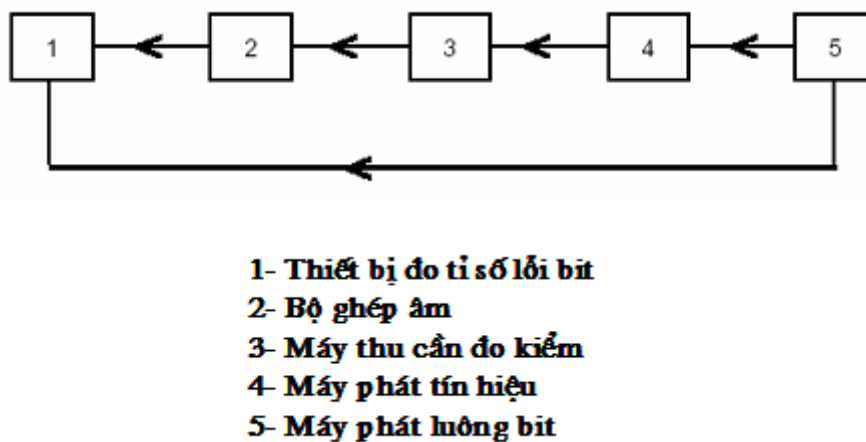 1 2 3 4 5
1- Thiết bị đo tỉ số lỗi bit
2- Bộ ghép âm
3- Máy thu cần đo kiểm
4- Máy phát tín hiệu
5- Máy phát luông bit